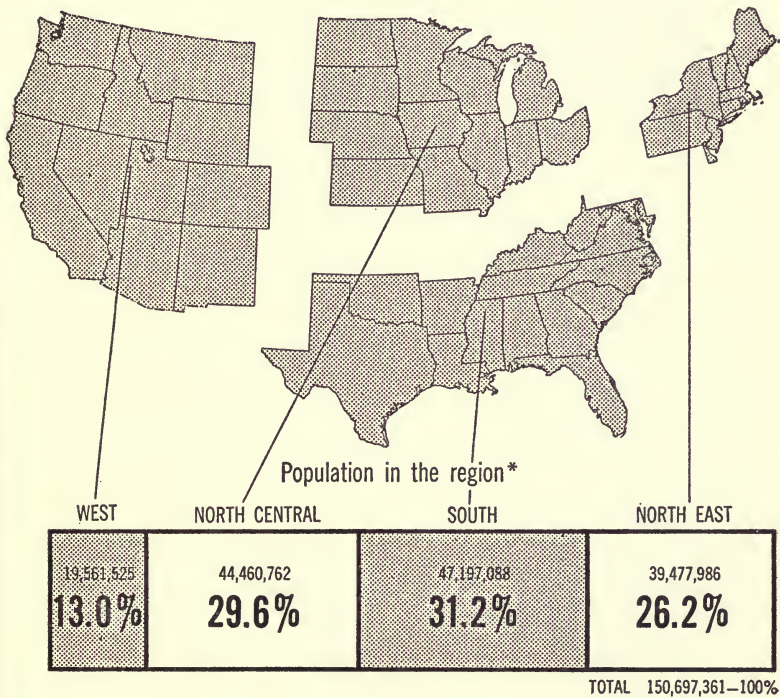 Population in the region*
WEST NORTH CENTRAL SOUTH NORTH EAST
19,561,525 44,460,762 47,197,088 39,477,986
13.0% 29.6% 31.2% 26.2%
TOTAL 150,697,361—100%